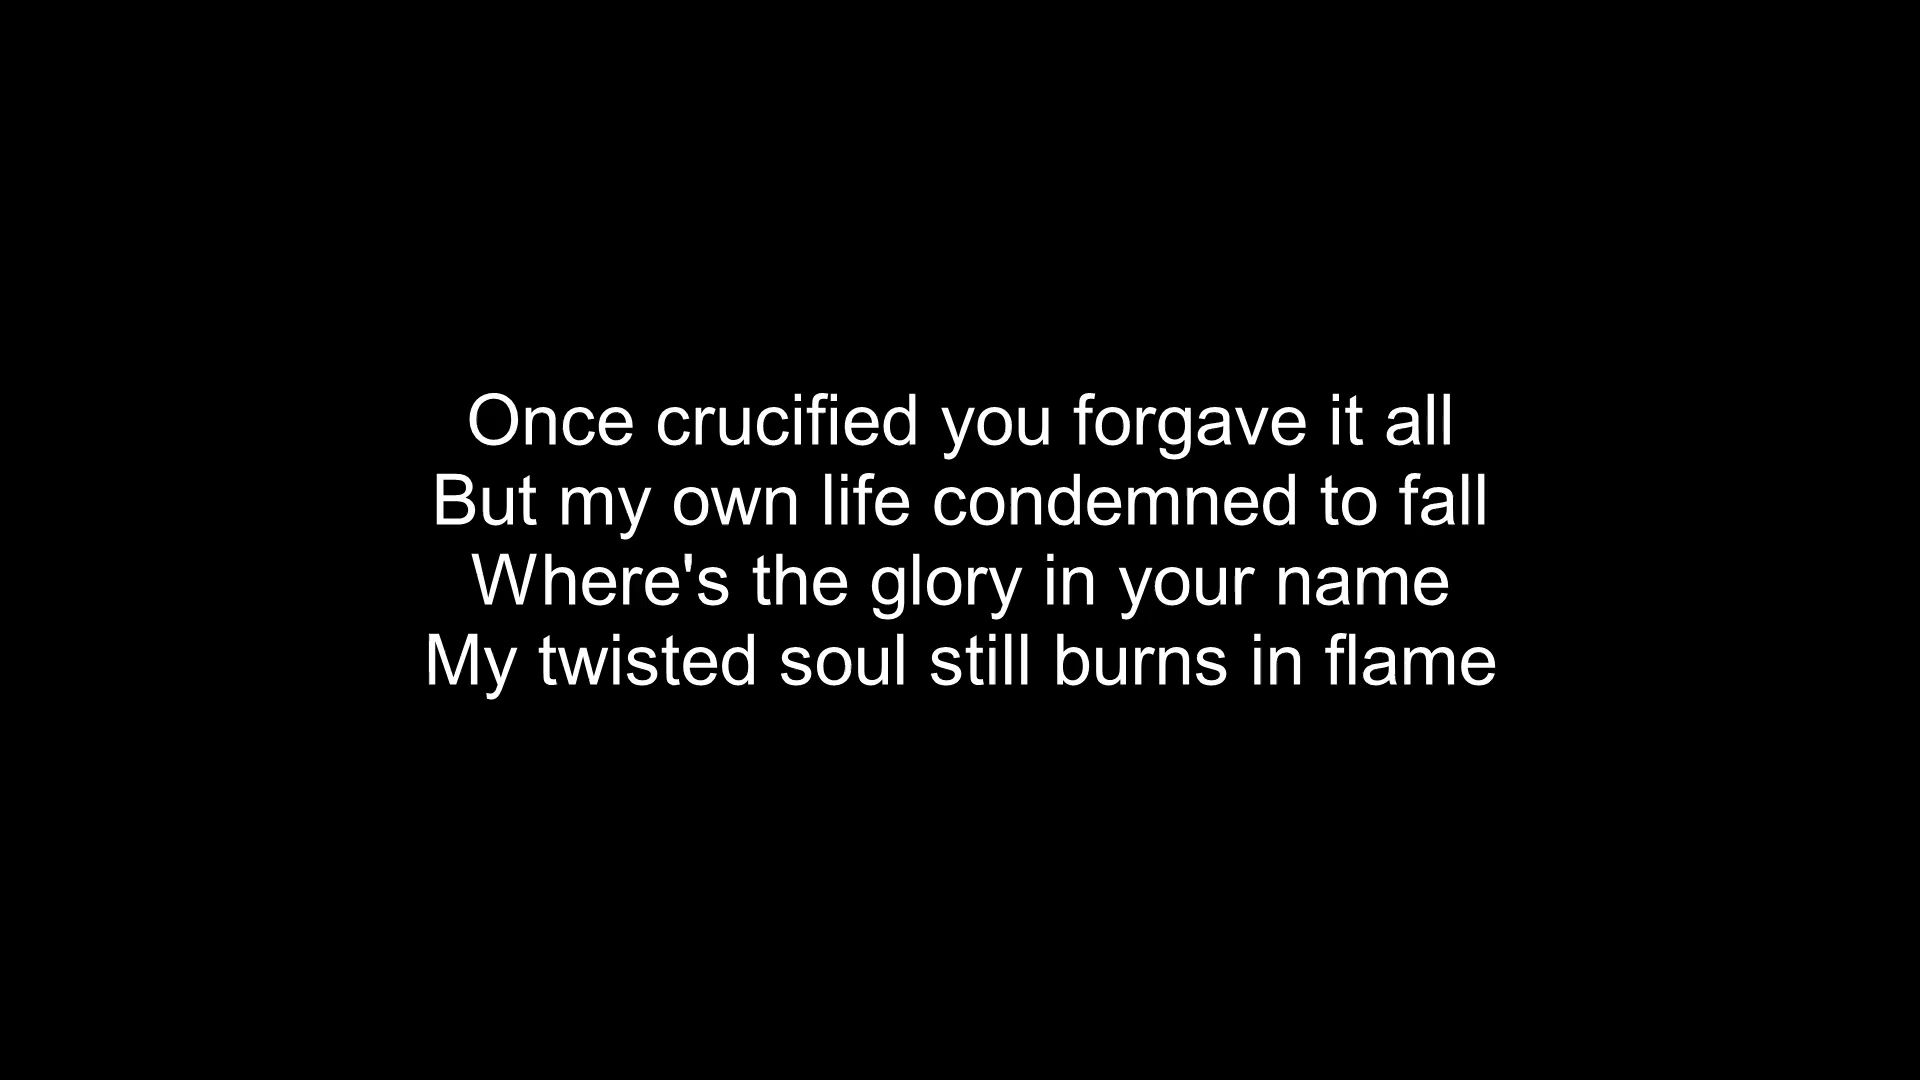 Once crucified you forgave it all
But my own life condemned to fall
Where's the glory in your name
My twisted soul still burns in flame